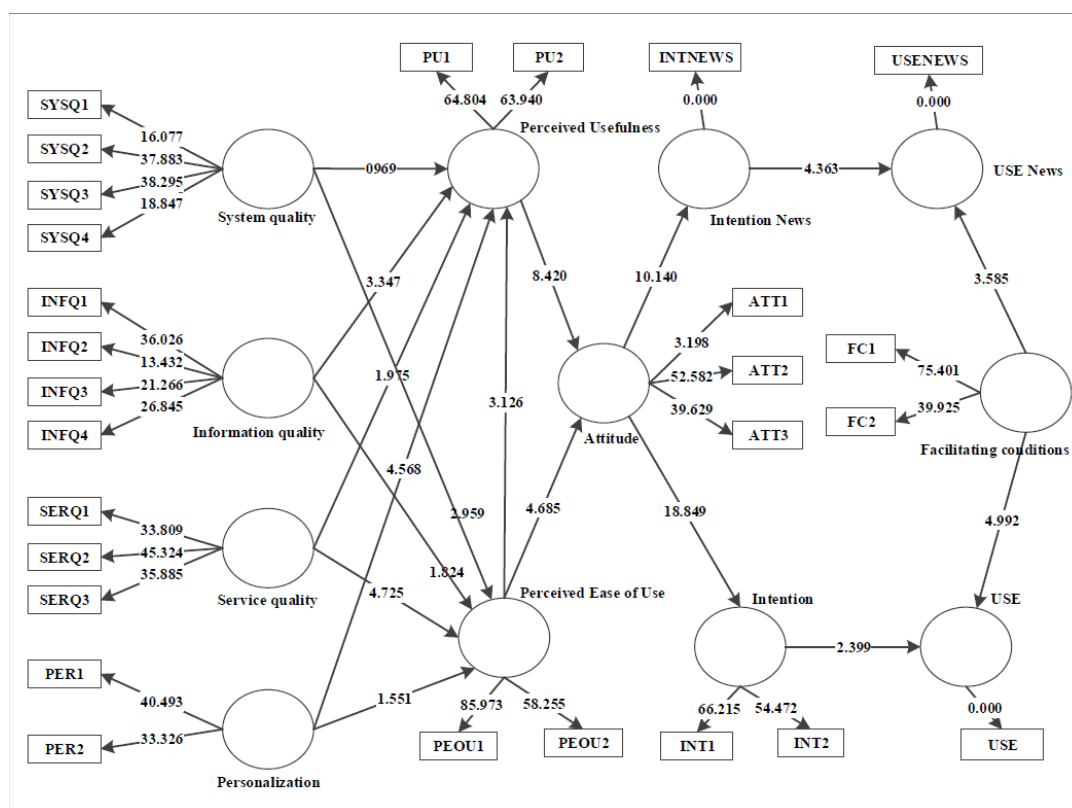 PU1
PU2
INTNEWS
USENEWS
64.804
63.940
0.000
0.000
SYSQ1
SYSQ2
SYSQ3
SYSQ4
16.077
37.883
38.295
18.847
System quality
Perceived Usefulness
0969
Intention News
4.363
USE News
INFQ1
INFQ2
INFQ3
INFQ4
36.026
13.432
21.266
26.845
Information quality
3.347
8.420
10.140
3.585
ATT1
ATT2
ATT3
3.198
52.582
39.629
Attitude
FC1
FC2
75.401
39.925
Facilitating conditions
1.975
3.126
4.568
2.959
4.685
18.849
4.992
SERQ1
SERQ2
SERQ3
33.809
45.324
35.885
Service quality
4.725
1.824
Perceived Ease of Use
Intention
USE
2.399
PER1
PER2
40.493
33.326
Personalization
1.551
85.973
58.255
PEOU1
PEOU2
66.215
54.472
INT1
INT2
0.000
USE